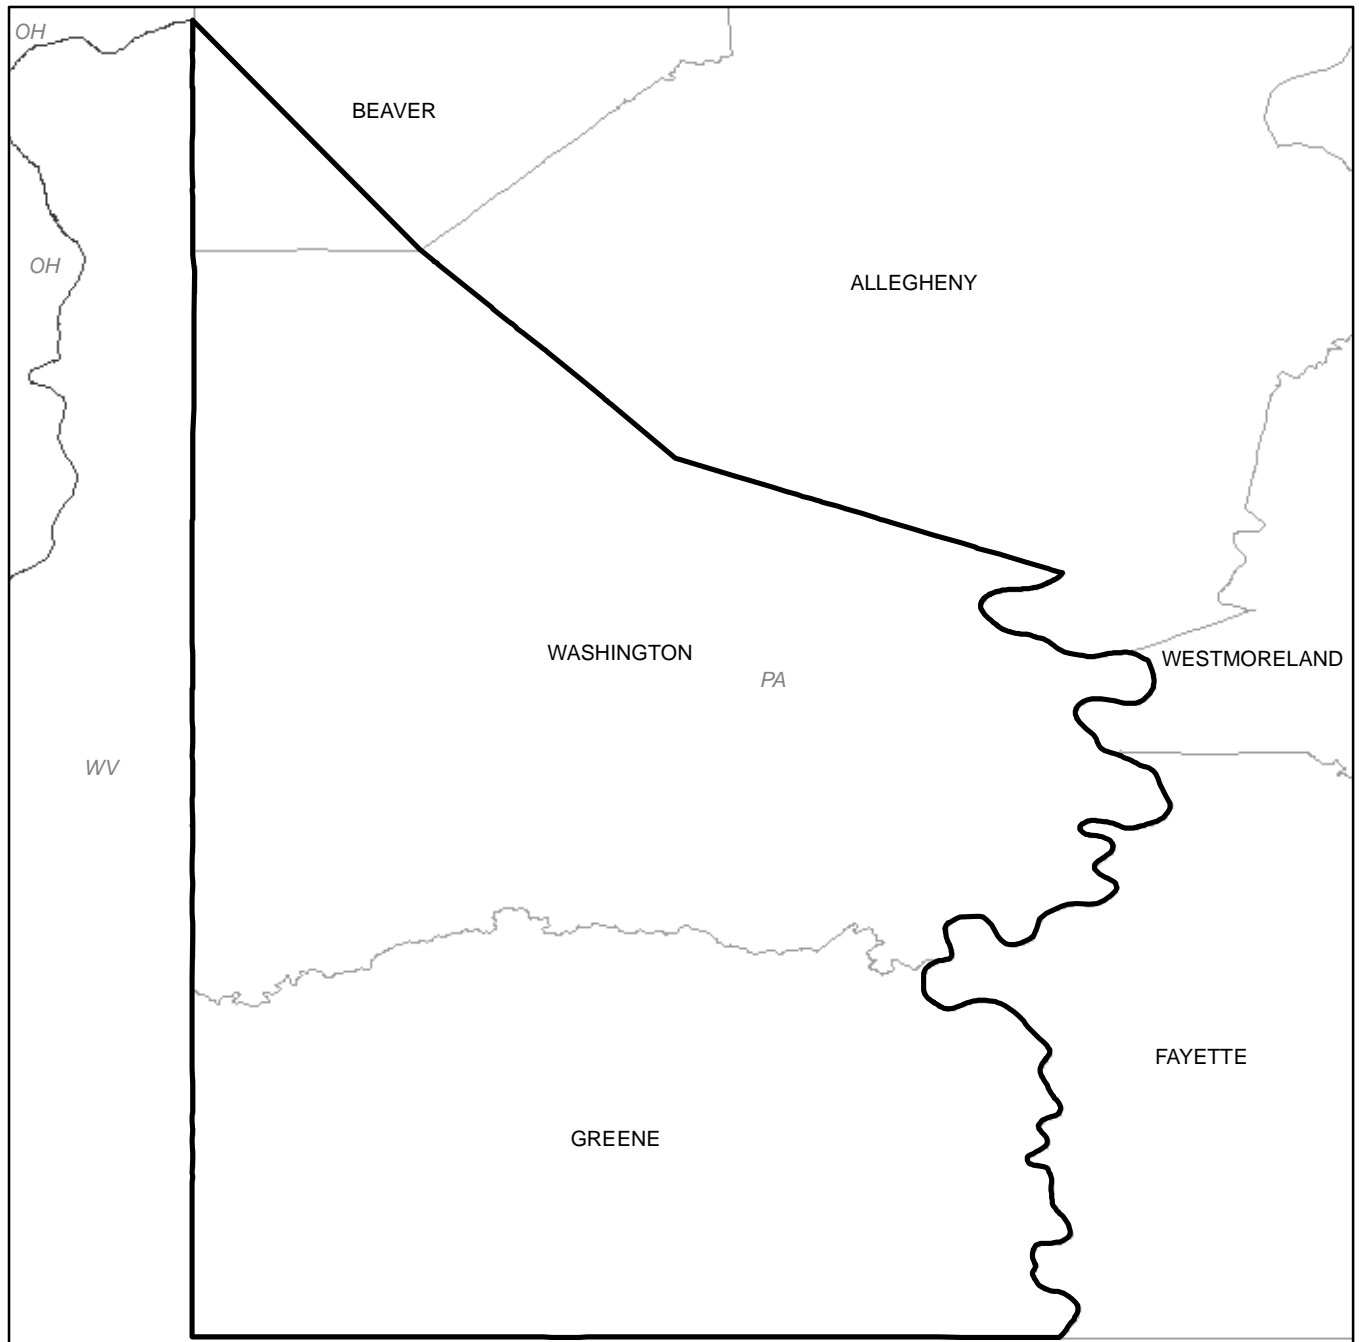 OH
BEAVER
OH
ALLEGHENY
WASHINGTON
WESTMORELAND
PA
WV
FAYETTE
GREENE